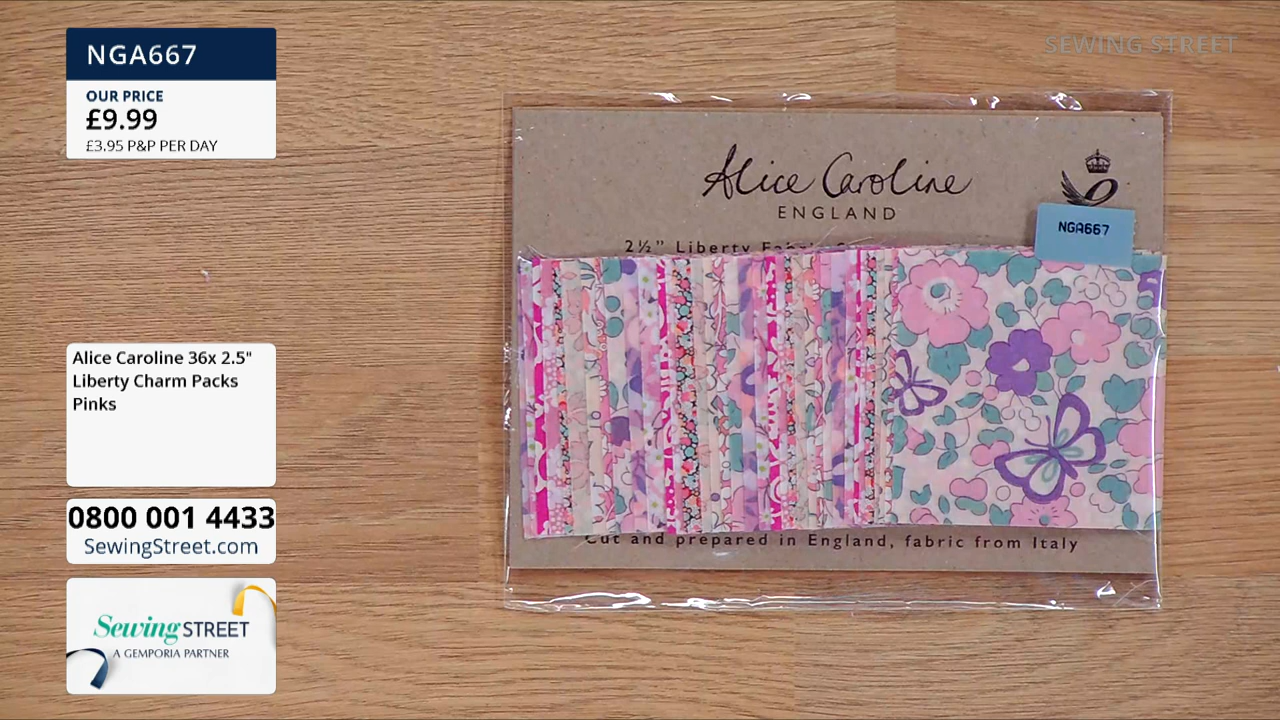 NGA667
OUR PRICE
£9.99
£3.95 P&P PER DAY
SEWING STREET
Alice Caroline
ENGLAND
NGA667
2½" Liberty
Alice Caroline 36x 2.5"
Liberty Charm Packs
Pinks
0800 001 4433
SewingStreet.com
Cut and prepared in England, fabric from Italy
Sewing STREET
A GEMPORIA PARTNER